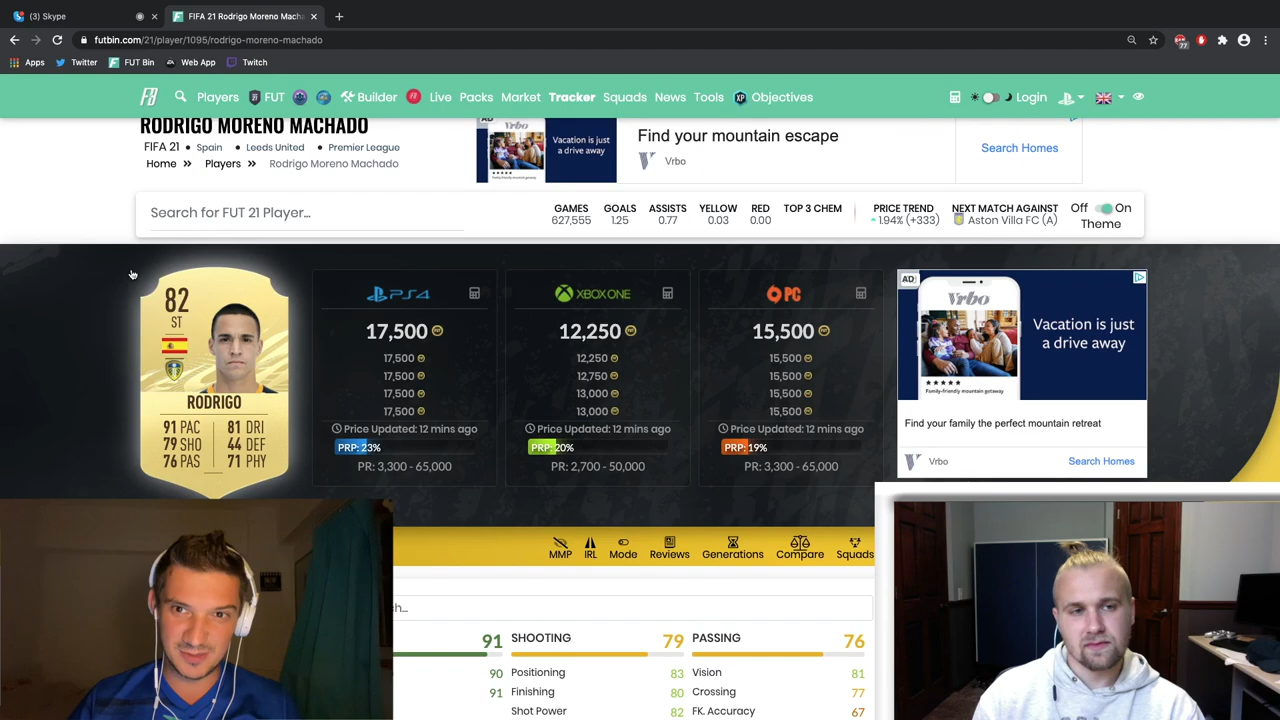 (3) Skype
FIFA 21 Rodrigo Moreno Mach
futbin.com/21/player/1095/rodrigo-moreno-machado
77
Apps Twitter FUT Bin Web App Twitch
Players FUT Builder Live Packs Market Tracker Squads News Tools XP Objectives Login
RODRIGO MORENO MACHADO
FIFA 21 • Spain • Leeds United • Premier League
Home » Players » Rodrigo Moreno Machado
AD
Vrbo
Vacation is just
a drive away
Find your mountain escape
Vrbo
Search Homes
Search for FUT 21 Player...
GAMES GOALS ASSISTS YELLOW RED TOP 3 CHEM PRICE TREND NEXT MATCH AGAINST Off On
627,555 1.25 0.77 0.03 0.00 1.94% (+333) Aston Villa FC (A) Theme
82
ST
RODRIGO
91 PAC 81 DRI
79 SHO 44 DEF
76 PAS 71 PHY
PS4
17,500
17,500
17,500
17,500
17,500
Price Updated: 12 mins ago
PRP: 23%
PR: 3,300 - 65,000
XBOX ONE
12,250
12,250
12,750
13,000
13,000
Price Updated: 12 mins ago
PRP: 20%
PR: 2,700 - 50,000
PC
15,500
15,500
15,500
15,500
15,500
Price Updated: 12 mins ago
PRP: 19%
PR: 3,300 - 65,000
AD
Vrbo
Vacation is just
a drive away
Family-friendly mountain getaway
Find your family the perfect mountain retreat
Vrbo
Search Homes
MMP IRL Mode Reviews Generations Compare Squads
ch...
91 SHOOTING 79 PASSING 76
90 Positioning 83 Vision 81
91 Finishing 80 Crossing 77
Shot Power 82 FK. Accuracy 67